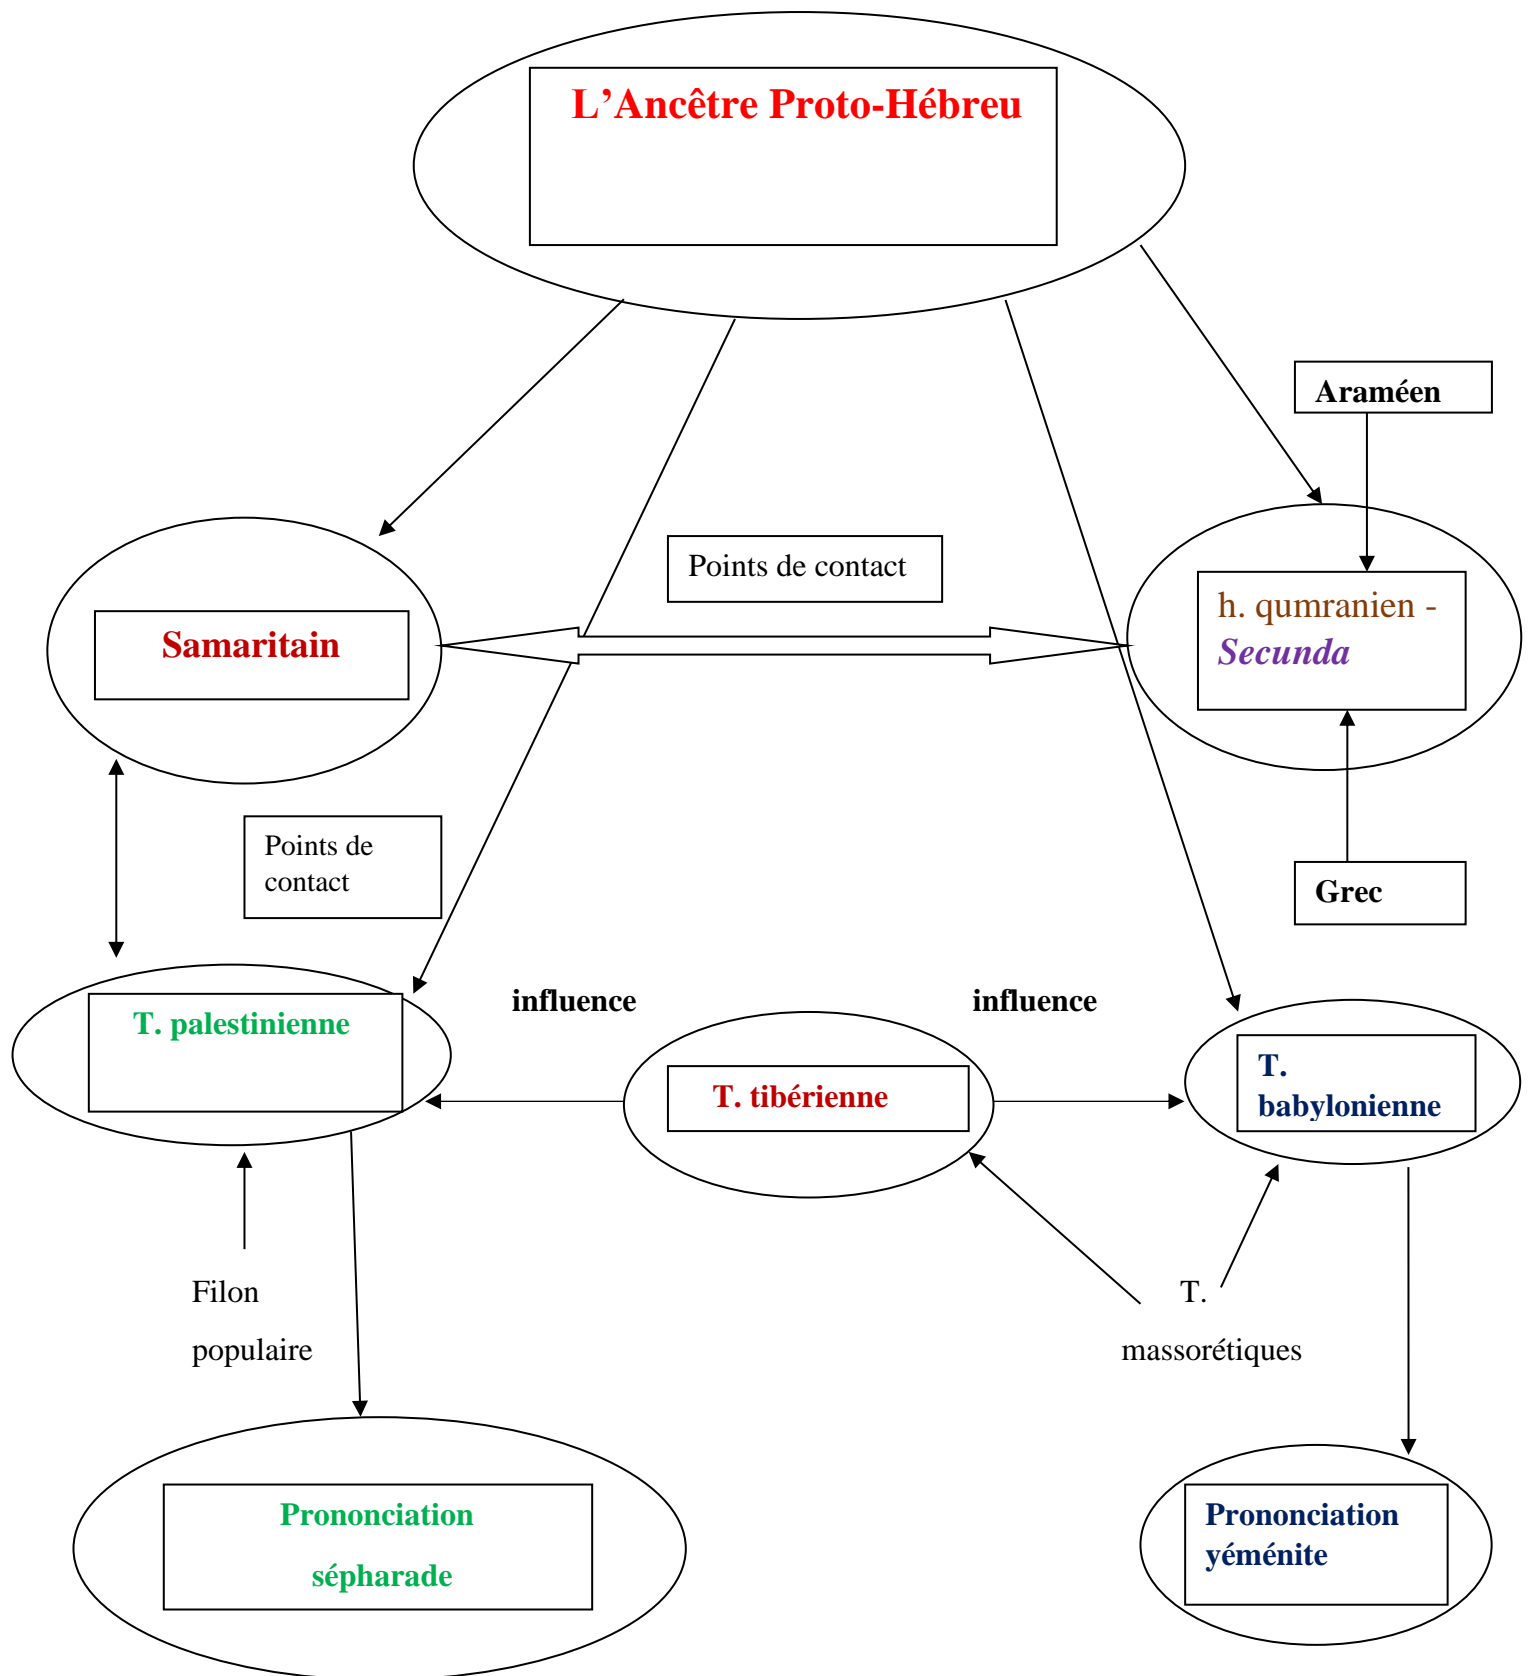 L’Ancêtre Proto-Hébreu
Araméen
Points de contact
h. qumranien -
Secunda
Samaritain
Points de
contact
Grec
influence
influence
T. palestinienne
T. tibérienne
T.
babylonienne
Filon
populaire
T.
massorétiques
Prononciation
sépharade
Prononciation
yéménite